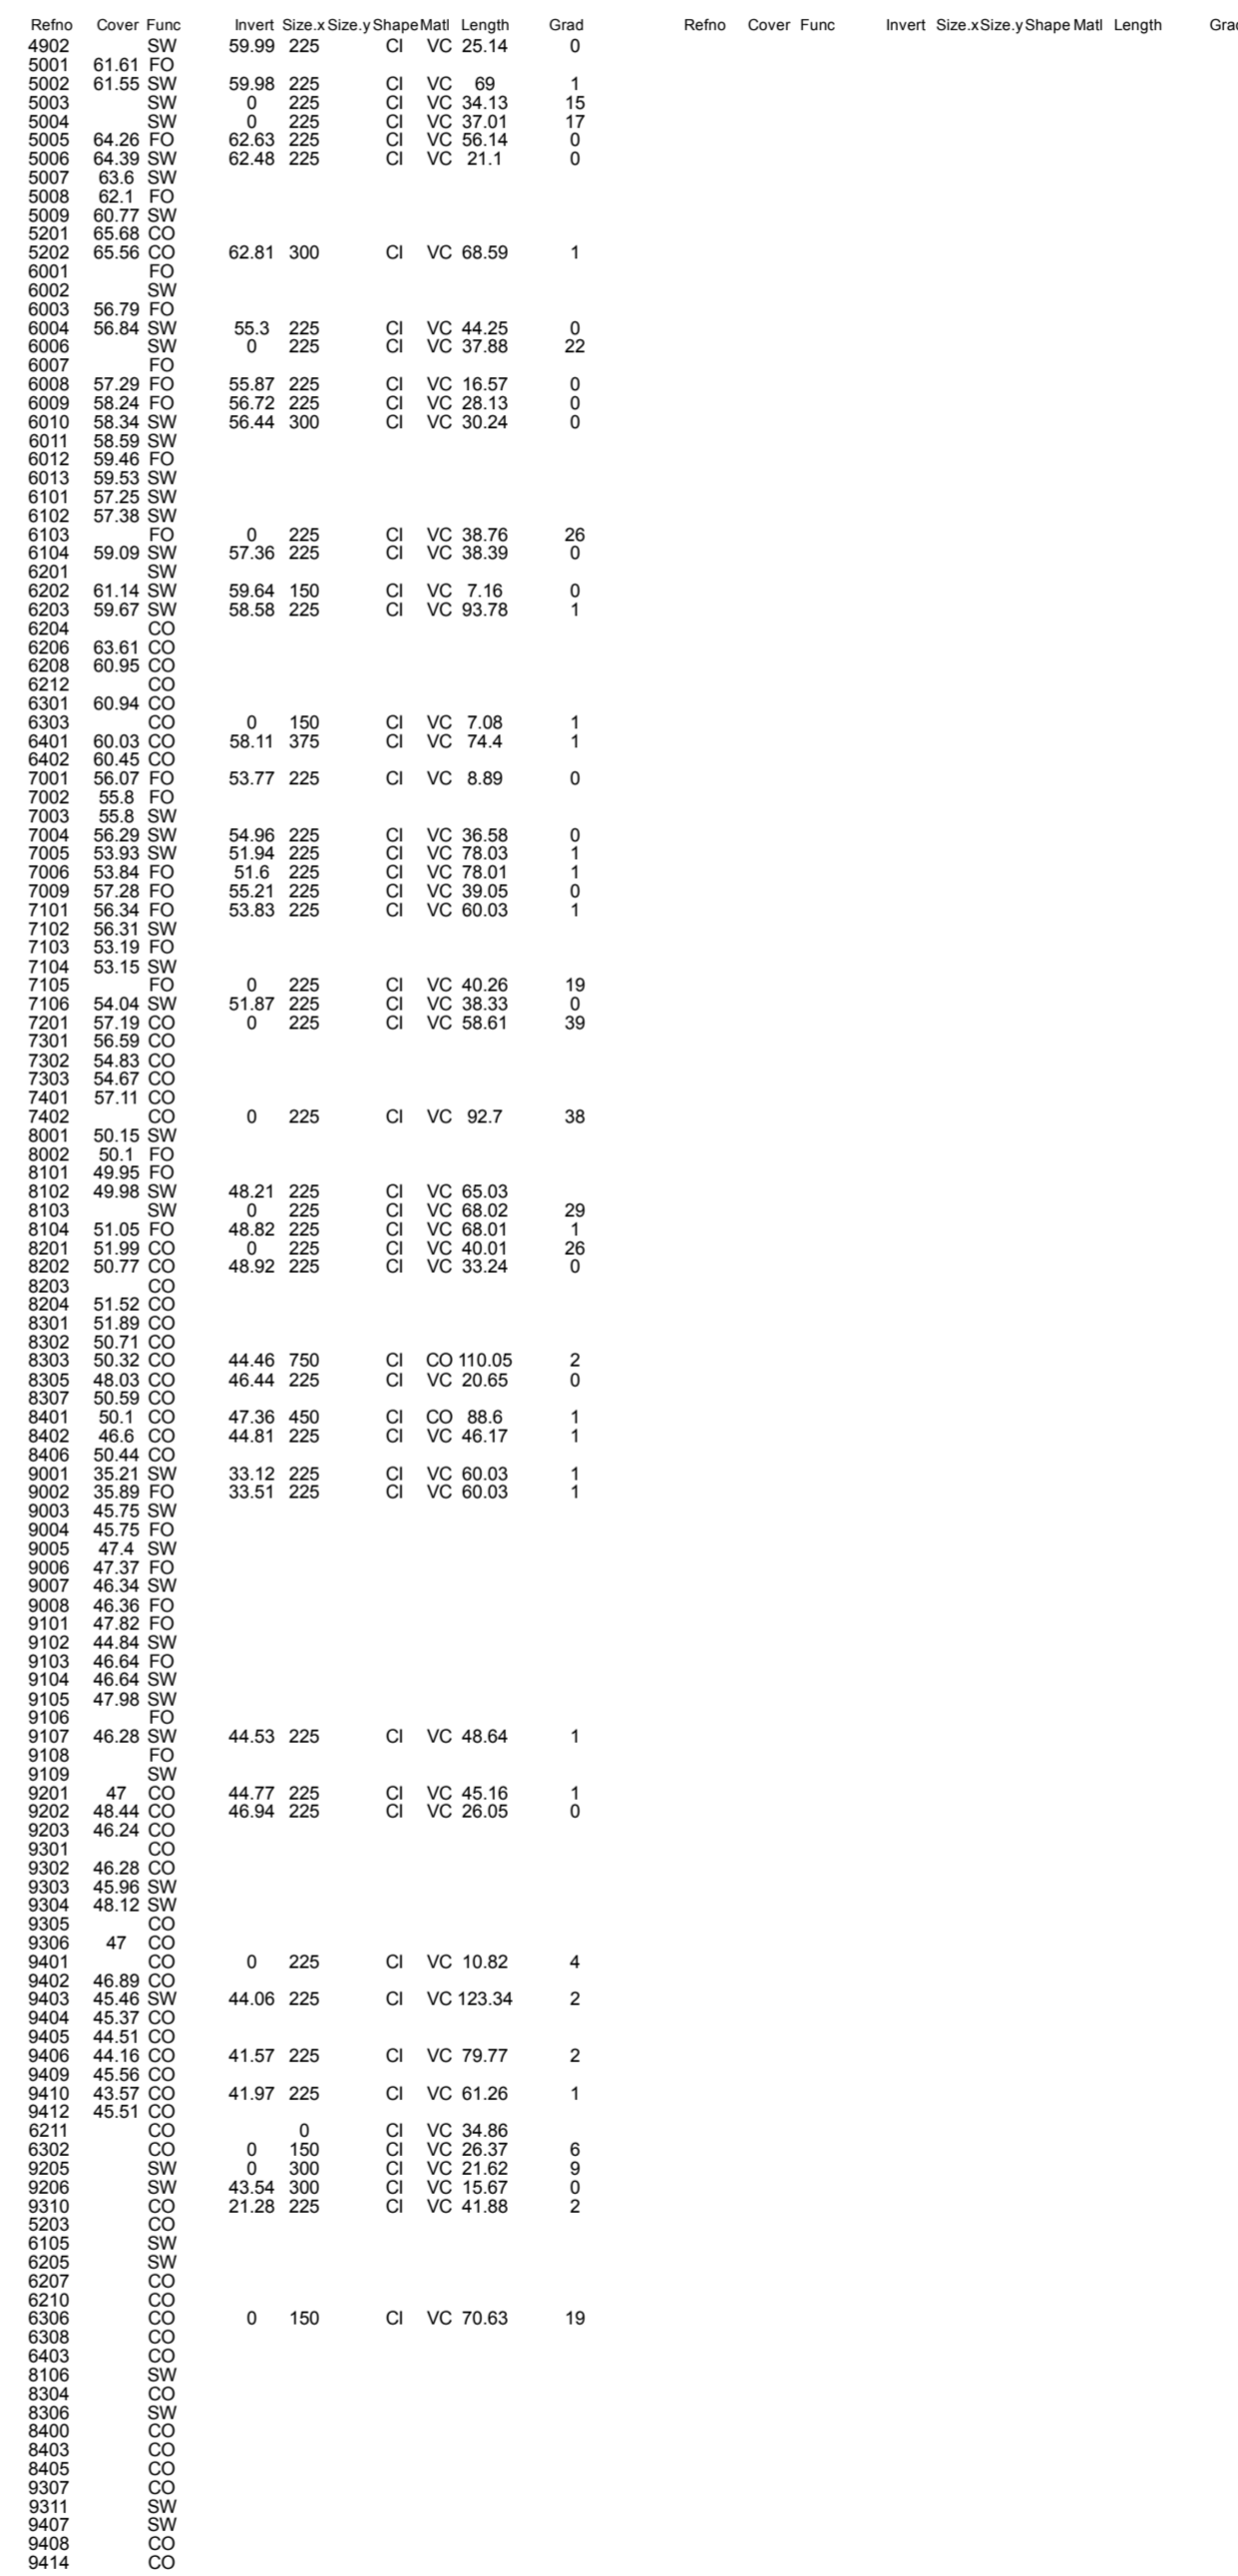 Refno Cover Func Invert Size.x Size.y Shape Matl Length Grad Refno Cover Func Invert Size.x Size.y Shape Matl Length Grad
4902 SW 59.99 225 CI VC 25.14 0
5001 61.61 FO
5002 61.55 SW 59.98 225 CI VC 69 1
5003 SW 0 225 CI VC 34.13 15
5004 SW 0 225 CI VC 37.01 17
5005 64.26 FO 62.63 225 CI VC 56.14 0
5006 64.39 SW 62.48 225 CI VC 21.1 0
5007 63.6 SW
5008 62.1 FO
5009 60.77 SW
5201 65.68 CO
5202 65.56 CO 62.81 300 CI VC 68.59 1
6001 FO
6002 SW
6003 56.79 FO
6004 56.84 SW 55.3 225 CI VC 44.25 0
6006 SW 0 225 CI VC 37.88 22
6007 FO
6008 57.29 FO 55.87 225 CI VC 16.57 0
6009 58.24 FO 56.72 225 CI VC 28.13 0
6010 58.34 SW 56.44 300 CI VC 30.24 0
6011 58.59 SW
6012 59.46 FO
6013 59.53 SW
6101 57.25 SW
6102 57.38 SW
6103 FO 0 225 CI VC 38.76 26
6104 59.09 SW 57.36 225 CI VC 38.39 0
6201 SW
6202 61.14 SW 59.64 150 CI VC 7.16 0
6203 59.67 SW 58.58 225 CI VC 93.78 1
6204 CO
6206 63.61 CO
6208 60.95 CO
6212 CO
6301 60.94 CO
6303 CO 0 150 CI VC 7.08 1
6401 60.03 CO 58.11 375 CI VC 74.4 1
6402 60.45 CO
7001 56.07 FO 53.77 225 CI VC 8.89 0
7002 55.8 FO
7003 55.8 SW
7004 56.29 SW 54.96 225 CI VC 36.58 0
7005 53.93 SW 51.94 225 CI VC 78.03 1
7006 53.84 FO 51.6 225 CI VC 78.01 1
7009 57.28 FO 55.21 225 CI VC 39.05 0
7101 56.34 FO 53.83 225 CI VC 60.03 1
7102 56.31 SW
7103 53.19 FO
7104 53.15 SW
7105 FO 0 225 CI VC 40.26 19
7106 54.04 SW 51.87 225 CI VC 38.33 0
7201 57.19 CO 0 225 CI VC 58.61 39
7301 56.59 CO
7302 54.83 CO
7303 54.67 CO
7401 57.11 CO
7402 CO 0 225 CI VC 92.7 38
8001 50.15 SW
8002 50.1 FO
8101 49.95 FO
8102 49.98 SW 48.21 225 CI VC 65.03
8103 SW 0 225 CI VC 68.02 29
8104 51.05 FO 48.82 225 CI VC 68.01 1
8201 51.99 CO 0 225 CI VC 40.01 26
8202 50.77 CO 48.92 225 CI VC 33.24 0
8203 CO
8204 51.52 CO
8301 51.89 CO
8302 50.71 CO
8303 50.32 CO 44.46 750 CI CO 110.05 2
8305 48.03 CO 46.44 225 CI VC 20.65 0
8307 50.59 CO
8401 50.1 CO 47.36 450 CI CO 88.6 1
8402 46.6 CO 44.81 225 CI VC 46.17 1
8406 50.44 CO
9001 35.21 SW 33.12 225 CI VC 60.03 1
9002 35.89 FO 33.51 225 CI VC 60.03 1
9003 45.75 SW
9004 45.75 FO
9005 47.4 SW
9006 47.37 FO
9007 46.34 SW
9008 46.36 FO
9101 47.82 FO
9102 44.84 SW
9103 46.64 FO
9104 46.64 SW
9105 47.98 SW
9106 FO
9107 46.28 SW 44.53 225 CI VC 48.64 1
9108 FO
9109 SW
9201 47 CO 44.77 225 CI VC 45.16 1
9202 48.44 CO 46.94 225 CI VC 26.05 0
9203 46.24 CO
9301 CO
9302 46.28 CO
9303 45.96 SW
9304 48.12 SW
9305 CO
9306 47 CO
9401 CO 0 225 CI VC 10.82 4
9402 46.89 CO
9403 45.46 SW 44.06 225 CI VC 123.34 2
9404 45.37 CO
9405 44.51 CO
9406 44.16 CO 41.57 225 CI VC 79.77 2
9409 45.56 CO
9410 43.57 CO 41.97 225 CI VC 61.26 1
9412 45.51 CO
6211 CO 0 CI VC 34.86
6302 CO 0 150 CI VC 26.37 6
9205 SW 0 300 CI VC 21.62 9
9206 SW 43.54 300 CI VC 15.67 0
9310 CO 21.28 225 CI VC 41.88 2
5203 CO
6105 SW
6205 SW
6207 CO
6210 CO
6306 CO 0 150 CI VC 70.63 19
6308 CO
6403 CO
8106 SW
8304 CO
8306 SW
8400 CO
8403 CO
8405 CO
9307 CO
9311 SW
9407 SW
9408 CO
9414 CO